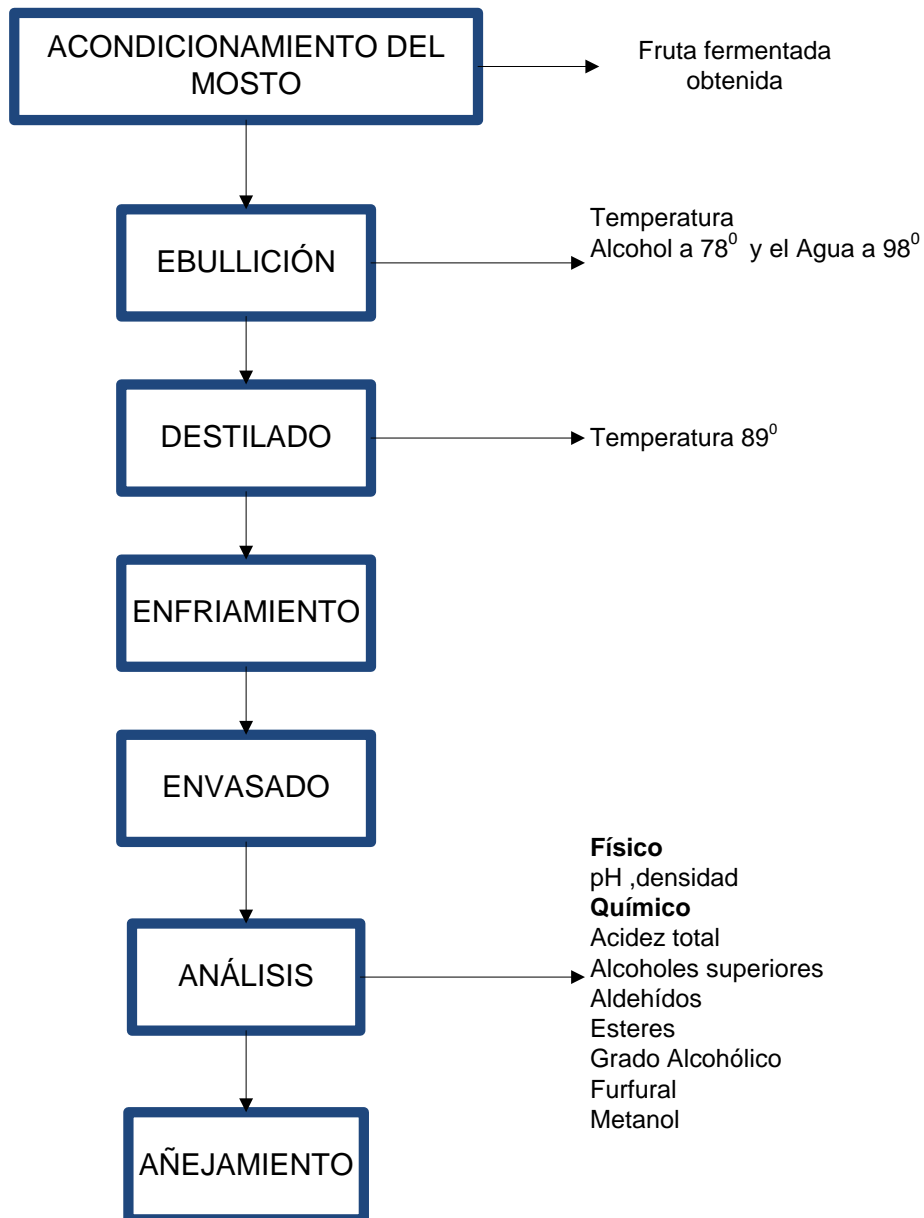 ACONDICIONAMIENTO DEL
MOSTO
Fruta fermentada
obtenida
EBULLICIÓN
Temperatura
Alcohol a 78⁰ y el Agua a 98⁰
DESTILADO
Temperatura 89⁰
ENFRIAMIENTO
ENVASADO
ANÁLISIS
Físico
pH ,densidad
Químico
Acidez total
Alcoholes superiores
Aldehídos
Esteres
Grado Alcohólico
Furfural
Metanol
AÑEJAMIENTO